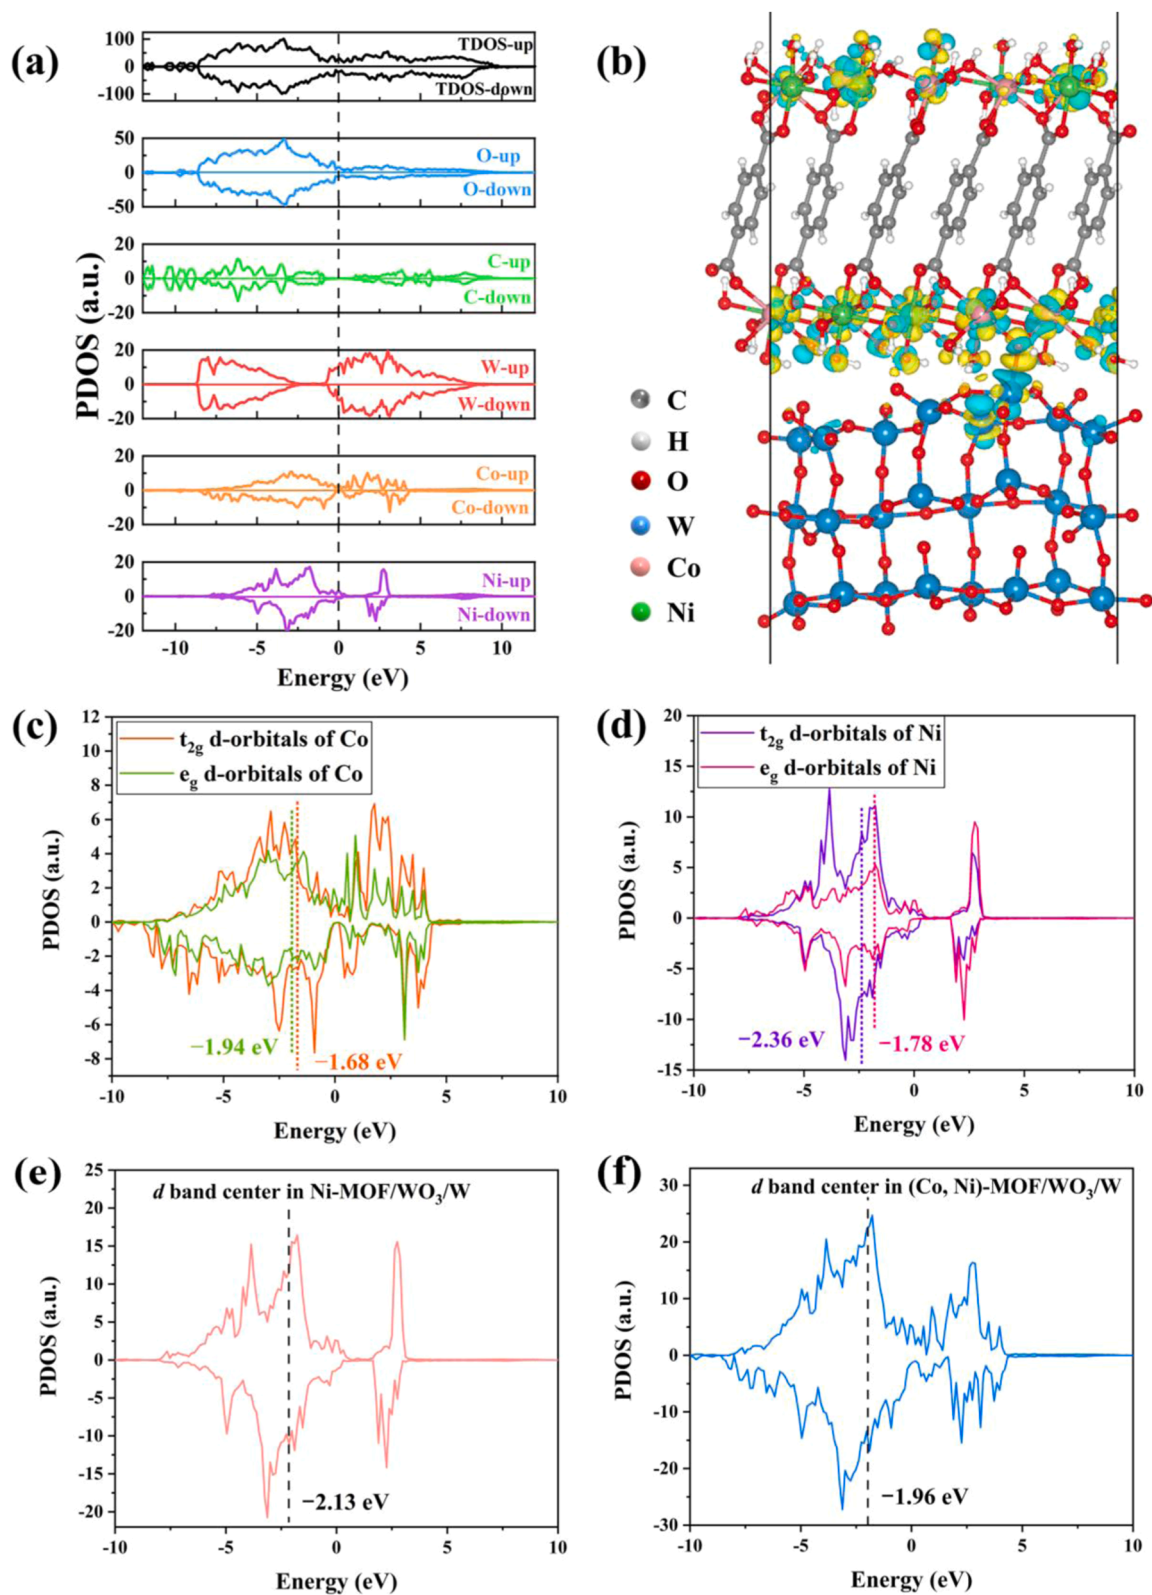 (a)
100
0
-100
TDOS-up
TDOS-down
-10 -5 0 5 10
50
0
-50
O-up
O-down
20
0
-20
C-up
C-down
20
0
-20
W-up
W-down
20
0
-20
Co-up
Co-down
20
0
-20
Ni-up
Ni-down
-10 -5 0 5 10
PDOS (a.u.)
Energy (eV)
(b)
C
H
O
W
Co
Ni
(c)
12
10
8
6
4
2
0
-2
-4
-6
-8
t2g d-orbitals of Co
eg d-orbitals of Co
−1.94 eV
−1.68 eV
-10 -5 0 5 10
PDOS (a.u.)
Energy (eV)
(d)
20
15
10
5
0
-5
-10
-15
t2g d-orbitals of Ni
eg d-orbitals of Ni
−2.36 eV
−1.78 eV
-10 -5 0 5 10
PDOS (a.u.)
Energy (eV)
(e)
25
20
15
10
5
0
-5
-10
-15
-20
d band center in Ni-MOF/WO3/W
−2.13 eV
-10 -5 0 5 10
PDOS (a.u.)
Energy (eV)
(f)
30
20
10
0
-10
-20
-30
d band center in (Co, Ni)-MOF/WO3/W
−1.96 eV
-10 -5 0 5 10
PDOS (a.u.)
Energy (eV)